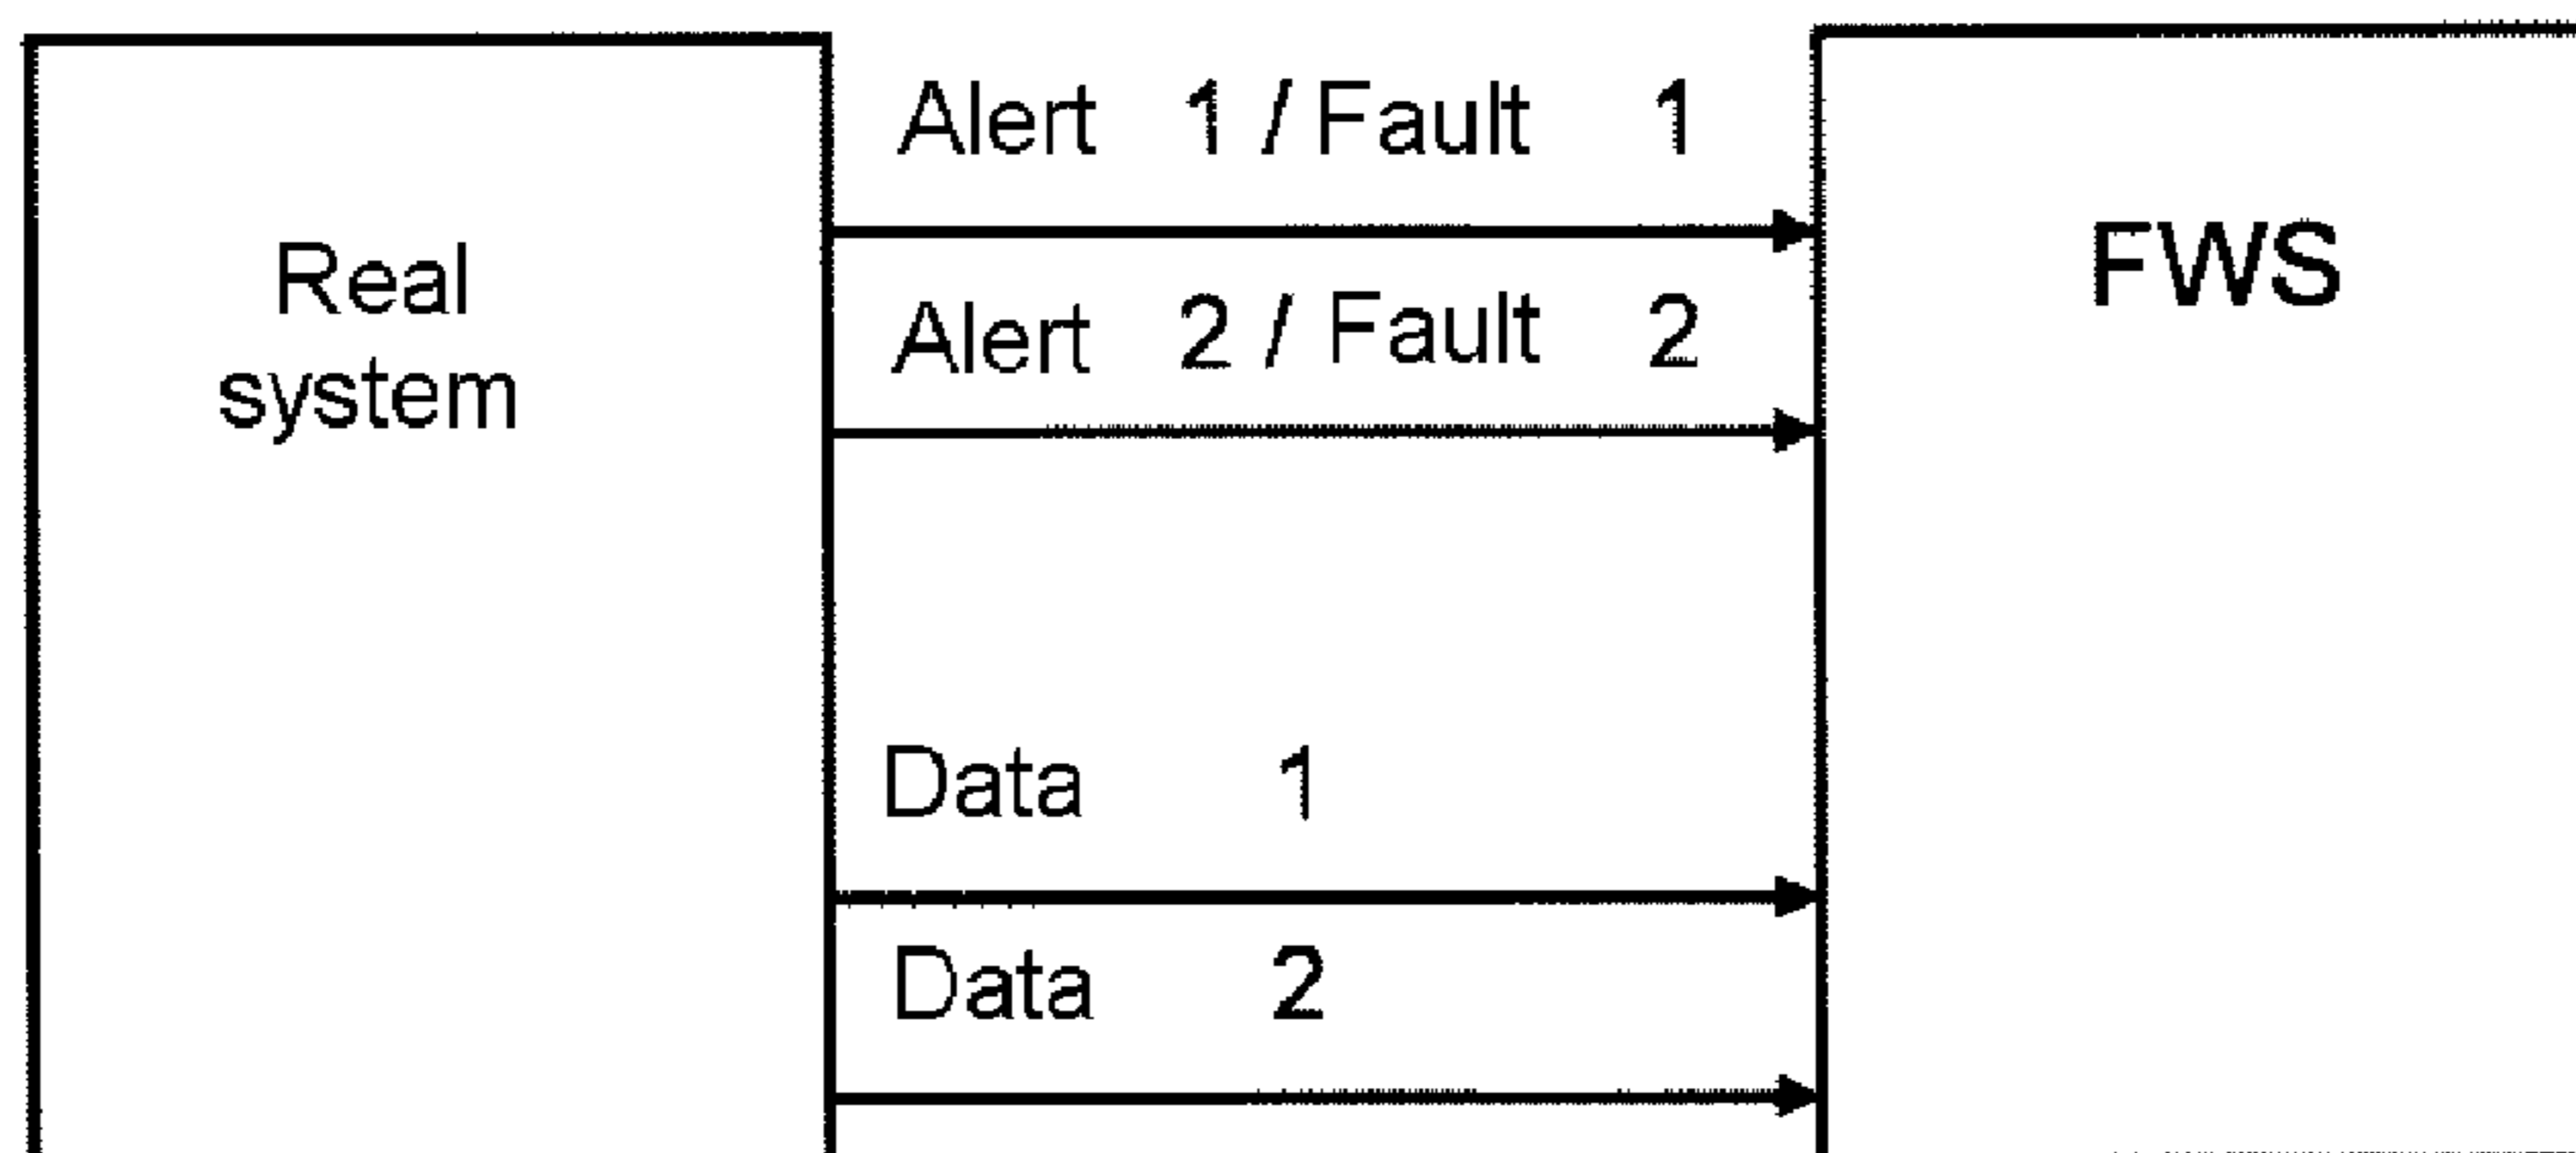 Real
system
Alert 1 / Fault 1
Alert 2 / Fault 2
Data 1
Data 2
FWS